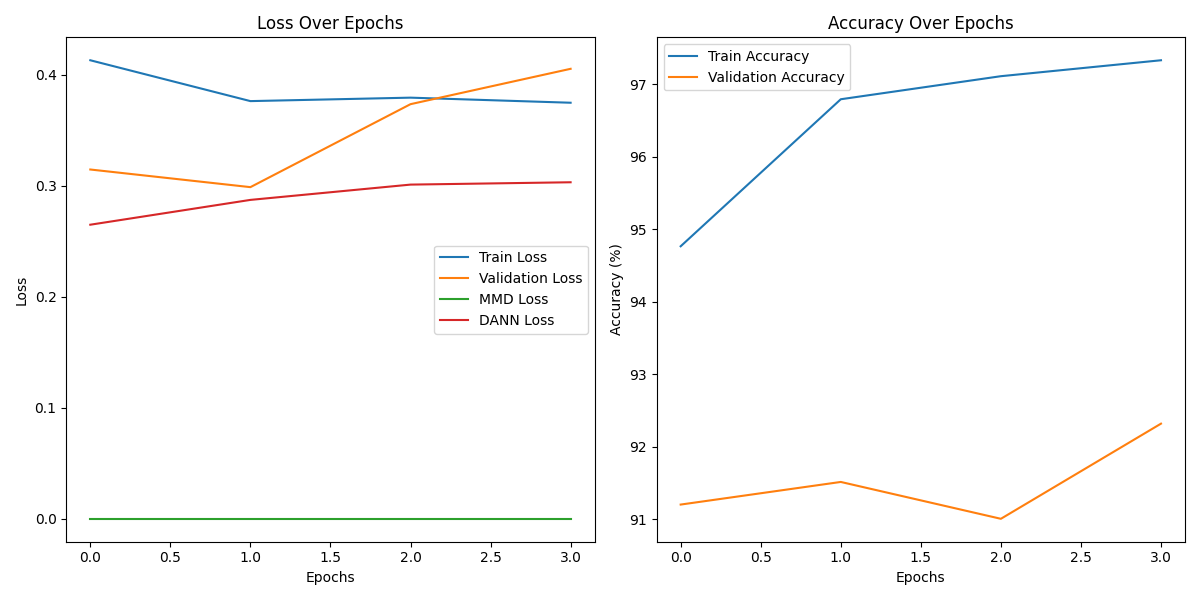 Loss Over Epochs
0.4
0.3
0.2
0.1
0.0
Loss
Train Loss
Validation Loss
MMD Loss
DANN Loss
0.0 0.5 1.0 1.5 2.0 2.5 3.0
Epochs
Accuracy Over Epochs
Train Accuracy
Validation Accuracy
97
96
95
94
93
92
91
Accuracy (%)
0.0 0.5 1.0 1.5 2.0 2.5 3.0
Epochs